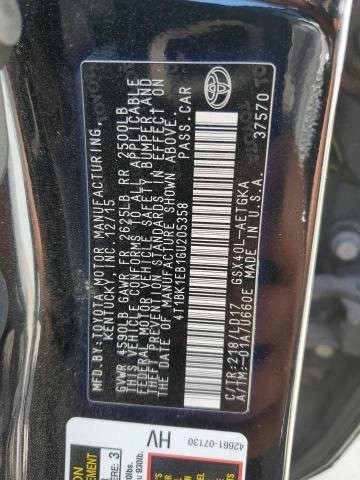 MFD.BY:TOYOTA MOTOR MANUFACTURING,
KENTUCKY, INC. 12/15
GVWR 4590LB GAWR FR 2625LB RR 2500LB
THIS VEHICLE CONFORMS TO ALL APPLICABLE
FEDERAL MOTOR VEHICLE SAFETY, BUMPER, AND
THEFT PREVENTION STANDARDS IN EFFECT ON
THE DATE OF MANUFACTURE SHOWN ABOVE.
4T1BK1EB1GU205358 PASS.CAR
C/TR:218/LD17 GSX40L-AETGKA
A/TM:-01A/U660E
MADE IN U.S.A. 37570
42661-07130
HV